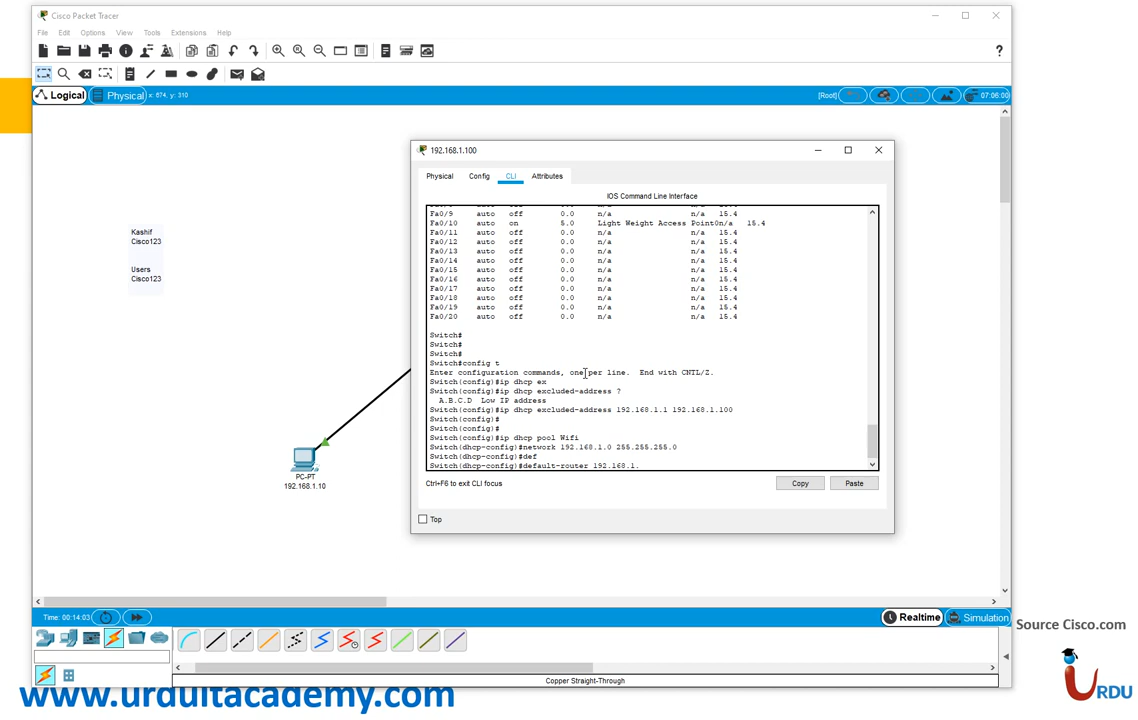 Cisco Packet Tracer
File Edit Options View Tools Extensions Help
?
Logical Physical x: 674, y: 310 [Root] 07:06:00
Kashif
Cisco123
Users
Cisco123
PC-PT
192.168.1.10
192.168.1.100
Physical Config CLI Attributes
IOS Command Line Interface
Fa0/9 auto off 0.0 n/a n/a 15.4
Fa0/10 auto on 5.0 Light Weight Access Point0n/a 15.4
Fa0/11 auto off 0.0 n/a n/a 15.4
Fa0/12 auto off 0.0 n/a n/a 15.4
Fa0/13 auto off 0.0 n/a n/a 15.4
Fa0/14 auto off 0.0 n/a n/a 15.4
Fa0/15 auto off 0.0 n/a n/a 15.4
Fa0/16 auto off 0.0 n/a n/a 15.4
Fa0/17 auto off 0.0 n/a n/a 15.4
Fa0/18 auto off 0.0 n/a n/a 15.4
Fa0/19 auto off 0.0 n/a n/a 15.4
Fa0/20 auto off 0.0 n/a n/a 15.4
Switch#
Switch#
Switch#
Switch#config t
Enter configuration commands, one per line. End with CNTL/Z.
Switch(config)#ip dhcp ex
Switch(config)#ip dhcp excluded-address ?
A.B.C.D Low IP address
Switch(config)#ip dhcp excluded-address 192.168.1.1 192.168.1.100
Switch(config)#
Switch(config)#
Switch(config)#ip dhcp pool Wifi
Switch(dhcp-config)#network 192.168.1.0 255.255.255.0
Switch(dhcp-config)#def
Switch(dhcp-config)#default-router 192.168.1.
Ctrl+F6 to exit CLI focus
Copy Paste
Top
Time: 00:14:03 Realtime Simulation
Copper Straight-Through
Source Cisco.com
URDU
www.urduitacademy.com